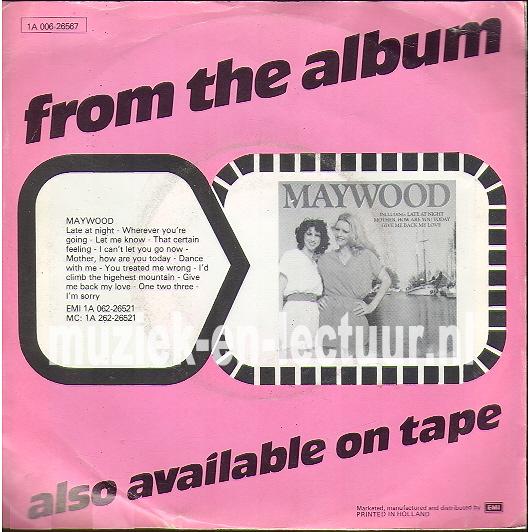 1A 006-26567
from the album
MAYWOOD
Late at night - Wherever you're
going - Let me know - That certain
feeling - I can't let you go now -
Mother, how are you today - Dance
with me - You treated me wrong - I'd
climb the higehest mountain - Give
me back my love - One two three -
I'm sorry
EMI 1A 062-26521
MC: 1A 262-26521
MAYWOOD
INCLUDING: LATE AT NIGHT
MOTHER, HOW ARE YOU TODAY
GIVE ME BACK MY LOVE
muziek-en-lectuur.nl
also available on tape
Marketed, manufactured and distributed by EMI
PRINTED IN HOLLAND